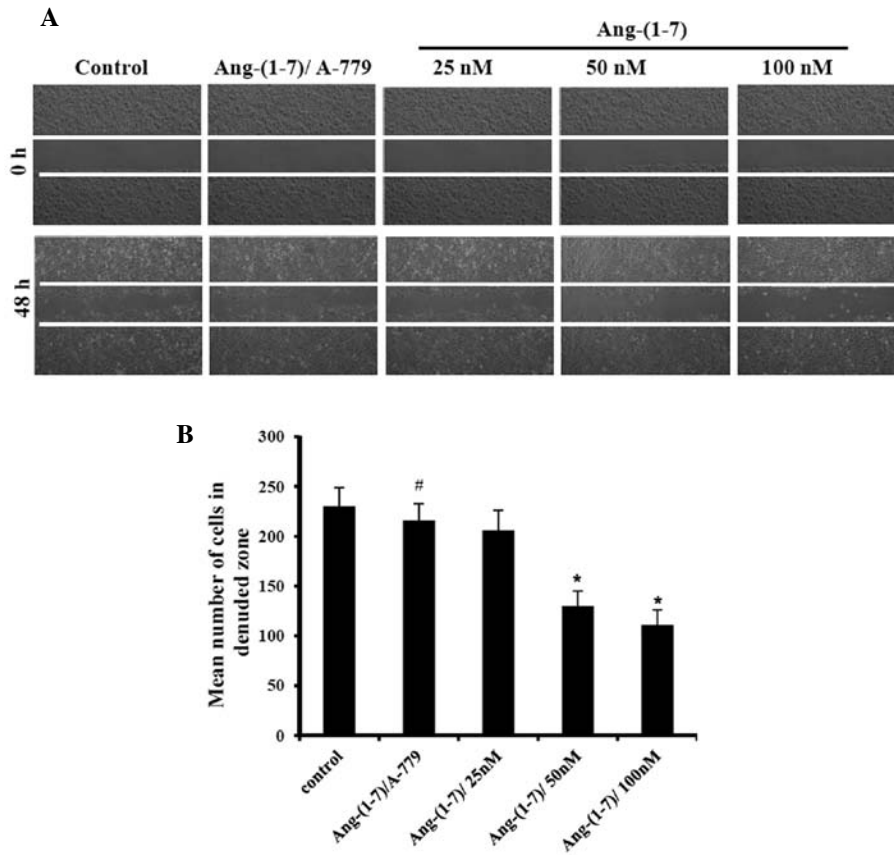 A
Ang-(1-7)
Control Ang-(1-7)/ A-779 25 nM 50 nM 100 nM
0 h
48 h
B
Mean number of cells in
denuded zone
300
250
200
150
100
50
0
#
*
*
control
Ang-(1-7)/A-779
Ang-(1-7)/ 25nM
Ang-(1-7)/ 50nM
Ang-(1-7)/ 100nM